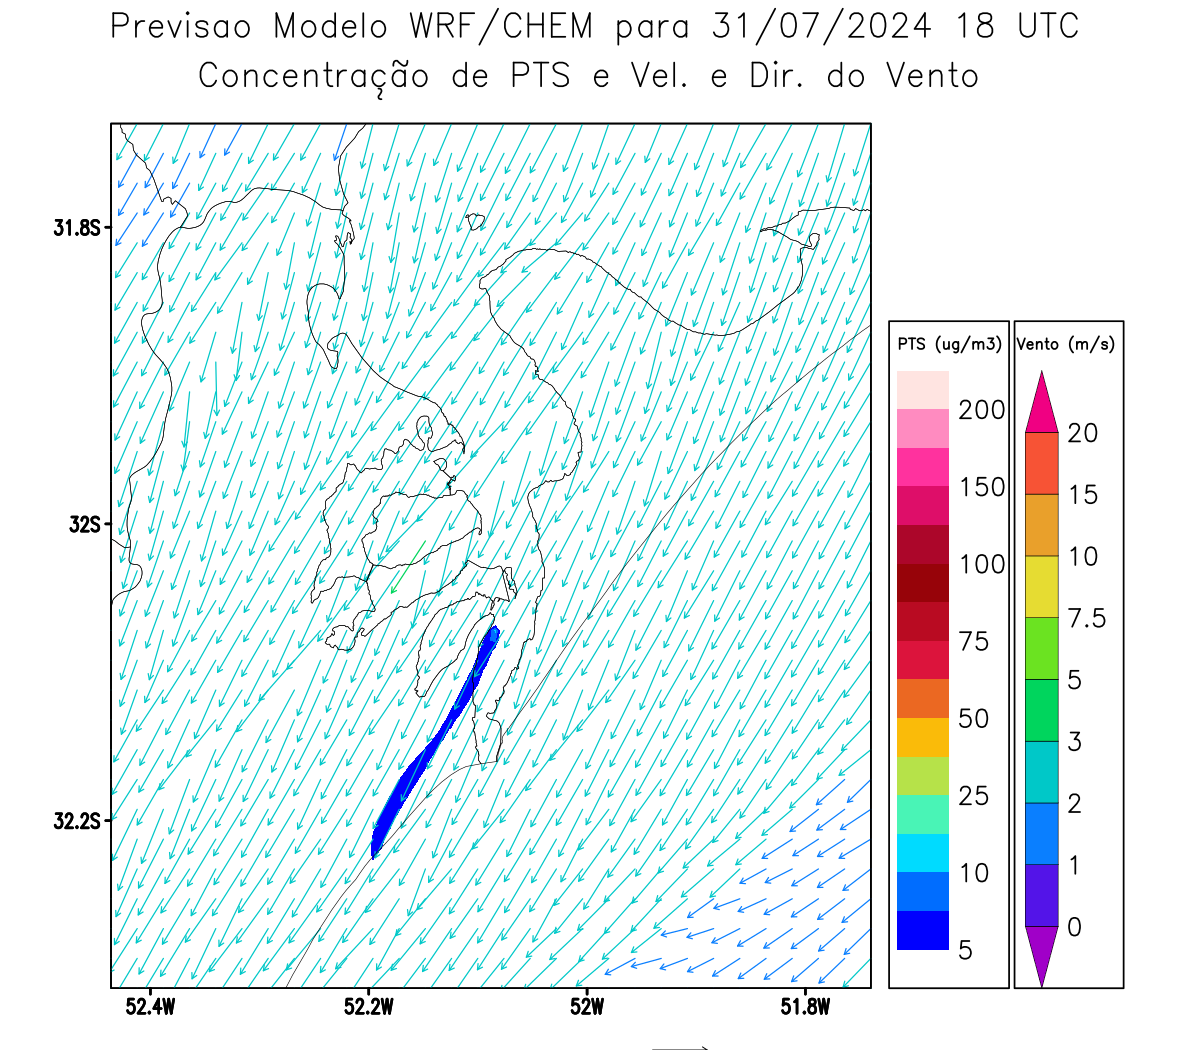 Previsao Modelo WRF/CHEM para 31/07/2024 18 UTC
Concentração de PTS e Vel. e Dir. do Vento
31.8S
32S
32.2S
52.4W
52.2W
52W
51.8W
PTS (ug/m3)
200
150
100
75
50
25
10
5
Vento (m/s)
20
15
10
7.5
5
3
2
1
0